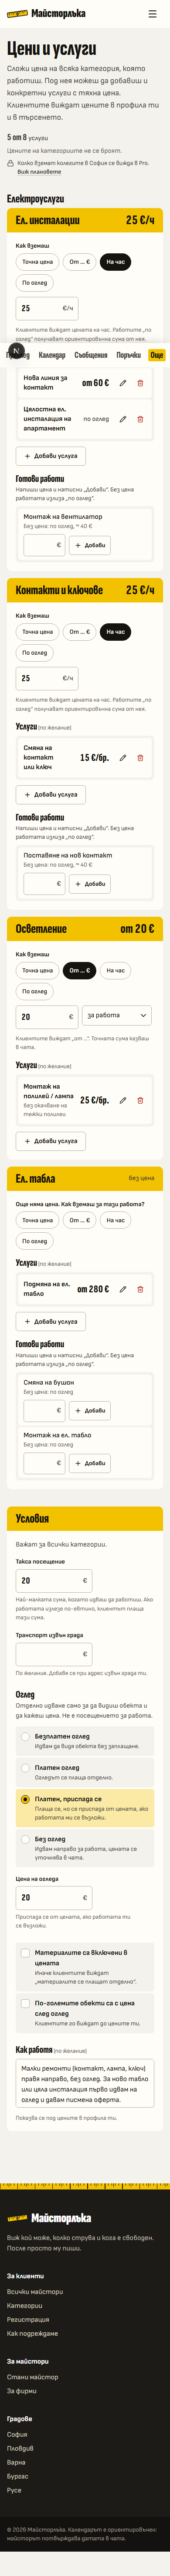 Майсторлъка
Цени и услуги
Сложи цена на всяка категория, която
работиш. Под нея можеш да добавиш и
конкретни услуги с тяхна цена.
Клиентите виждат цените в профила ти
и в търсенето.
5 от 8 услуги
Цените на категориите не се броят.
Колко вземат колегите в София се вижда в Pro.
Виж плановете
Електроуслуги
Ел. инсталации 25 €/ч
Как вземаш
Точна цена От ... € На час
По оглед
25 €/ч
Клиентите виждат цената на час. Работите „по
оглед“ получават ориентировъчна сума от нея.
N
Календар Съобщения Поръчки Още
Нова линия за
контакт
от 60 €
Цялостна ел.
инсталация на
апартамент
по оглед
+ Добави услуга
Готови работи
Напиши цена и натисни „Добави“. Без цена
работата излиза „по оглед“.
Монтаж на вентилатор
Без цена: по оглед, ~ 40 €
€ + Добави
Контакти и ключове 25 €/ч
Как вземаш
Точна цена От ... € На час
По оглед
25 €/ч
Клиентите виждат цената на час. Работите „по
оглед“ получават ориентировъчна сума от нея.
Услуги (по желание)
Смяна на
контакт
или ключ
15 €/бр.
+ Добави услуга
Готови работи
Напиши цена и натисни „Добави“. Без цена
работата излиза „по оглед“.
Поставяне на нов контакт
Без цена: по оглед, ~ 40 €
€ + Добави
Осветление от 20 €
Как вземаш
Точна цена От ... € На час
По оглед
20 € за работа
Клиентите виждат „от ...“. Точната сума казваш
в чата.
Услуги (по желание)
Монтаж на
полилей / лампа
без окачване на
тежки полилеи
25 €/бр.
+ Добави услуга
Ел. табла без цена
Още няма цена. Как вземаш за тази работа?
Точна цена От ... € На час
По оглед
Услуги (по желание)
Подмяна на ел.
табло
от 280 €
+ Добави услуга
Готови работи
Напиши цена и натисни „Добави“. Без цена
работата излиза „по оглед“.
Смяна на бушон
Без цена: по оглед
€ + Добави
Монтаж на ел. табло
Без цена: по оглед
€ + Добави
Условия
Важат за всички категории.
Такса посещение
20 €
Най-малката сума, когато идваш да работиш. Ако
работата излезе по-евтино, клиентът плаща
тази сума.
Транспорт извън града
€
По желание. Добавя се при адрес извън града ти.
Оглед
Отделно идване само за да видиш обекта и
да кажеш цена. Не е посещението за работа.
Безплатен оглед
Идвам да видя обекта без заплащане.
Платен оглед
Огледът се плаща отделно.
Платен, приспада се
Плаща се, но се приспада от цената, ако
работата ми се възложи.
Без оглед
Идвам направо за работа, цената се
уточнява в чата.
Цена на огледа
20 €
Приспада се от цената, ако работата ти
се възложи.
Материалите са включени в
цената
Иначе клиентите виждат
„материалите се плащат отделно“.
По-големите обекти са с цена
след оглед
Клиентите го виждат до цените ти.
Как работя (по желание)
Малки ремонти (контакт, лампа, ключ)
правя направо, без оглед. За ново табло
или цяла инсталация първо идвам на
оглед и давам писмена оферта.
Показва се под цените в профила ти.
Майсторлъка
Виж кой може, колко струва и кога е свободен.
После просто му пиши.
За клиенти
Всички майстори
Категории
Регистрация
Как подреждаме
За майстори
Стани майстор
За фирми
Градове
София
Пловдив
Варна
Бургас
Русе
© 2026 Майсторлъка. Календарът е ориентировъчен:
майсторът потвърждава датата в чата.